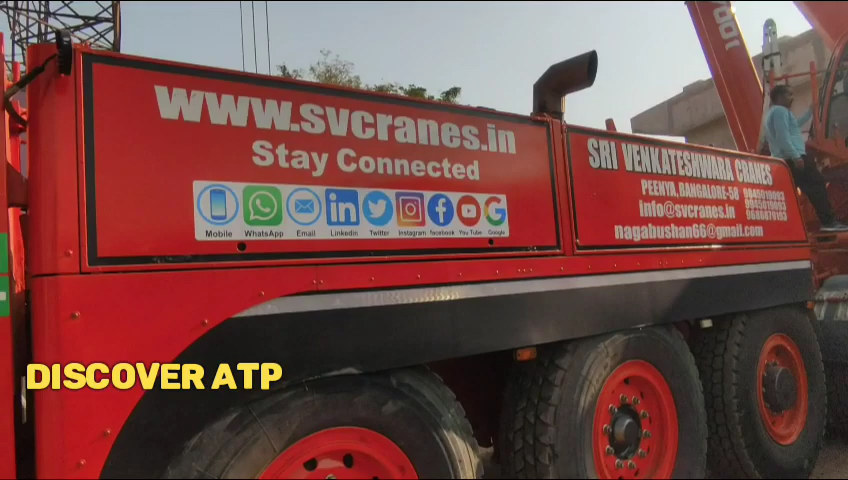 www.svcranes.in
Stay Connected
Mobile WhatsApp Email Linkedin Twitter Instagram facebook You Tube Google
SRI VENKATESHWARA CRANES
PEENYA, BANGALORE-58
info@svcranes.in
nagabushan66@gmail.com
DISCOVER ATP